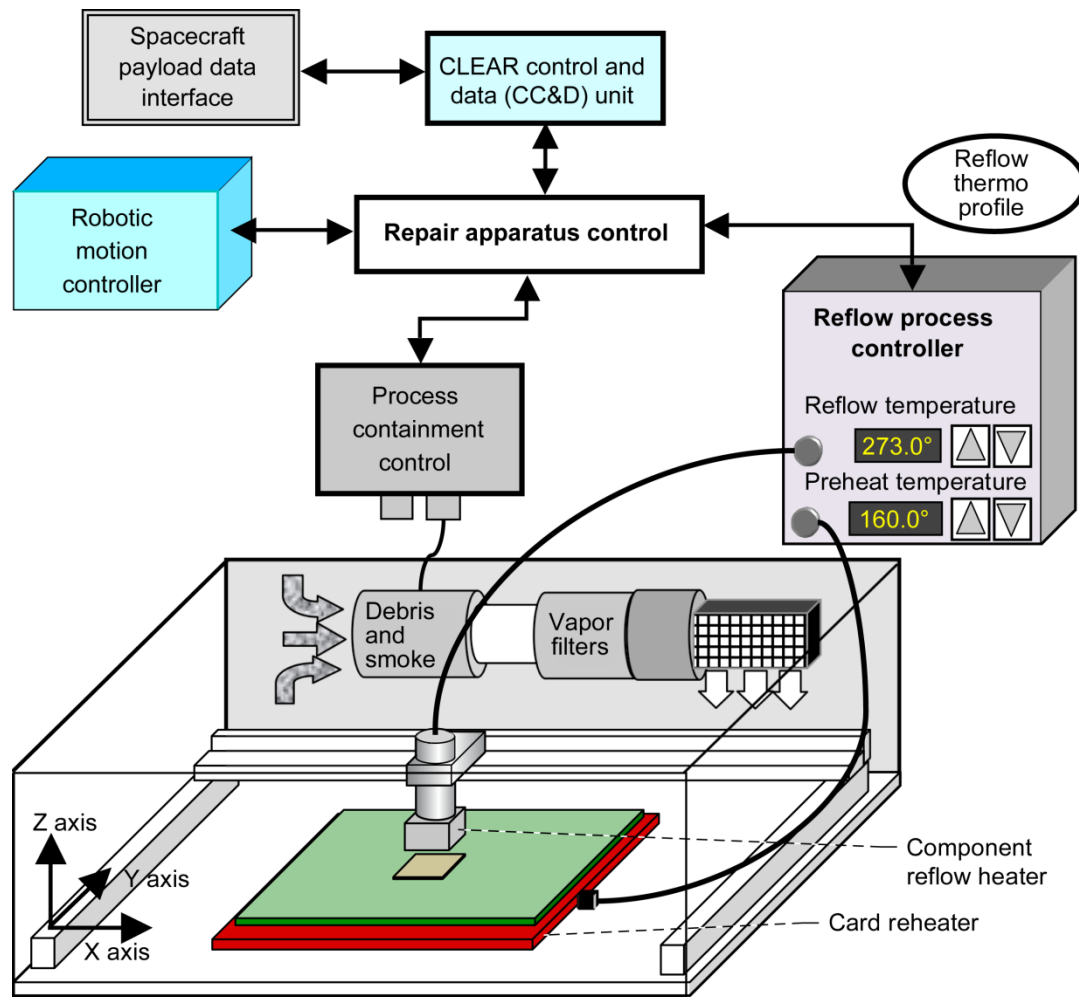 Spacecraft
payload data
interface
CLEAR control and
data (CC&D) unit
Reflow
thermo
profile
Robotic
motion
controller
Repair apparatus control
Reflow process
controller
Process
containment
control
Reflow temperature
273.0°
Preheat temperature
160.0°
Debris
and
smoke
Vapor
filters
Z axis
Y axis
X axis
Component
reflow heater
Card reheater